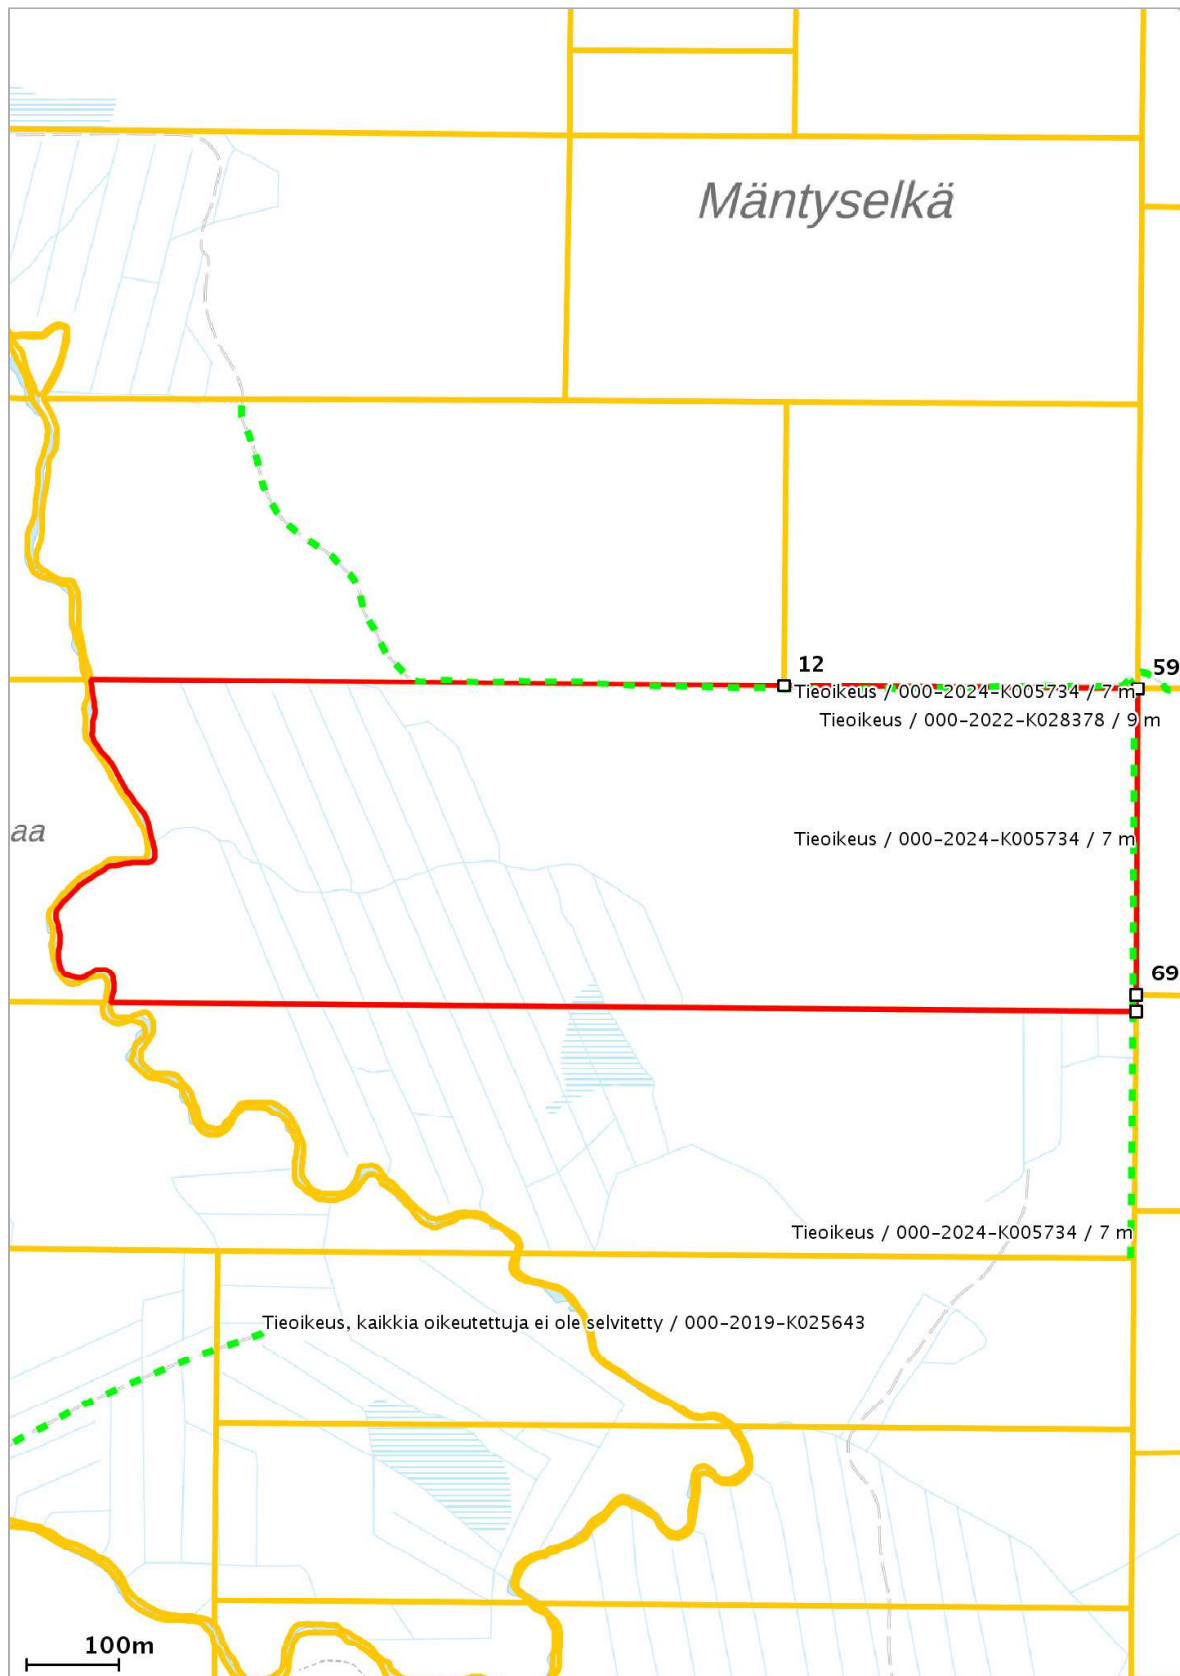 Mäntyselkä
12
59
Tieoikeus / 000-2024-K005734 / 7 m
Tieoikeus / 000-2022-K028378 / 9 m
aa
Tieoikeus / 000-2024-K005734 / 7 m
69
Tieoikeus / 000-2024-K005734 / 7 m
Tieoikeus, kaikkia oikeutettuja ei ole selvitetty / 000-2019-K025643
100m